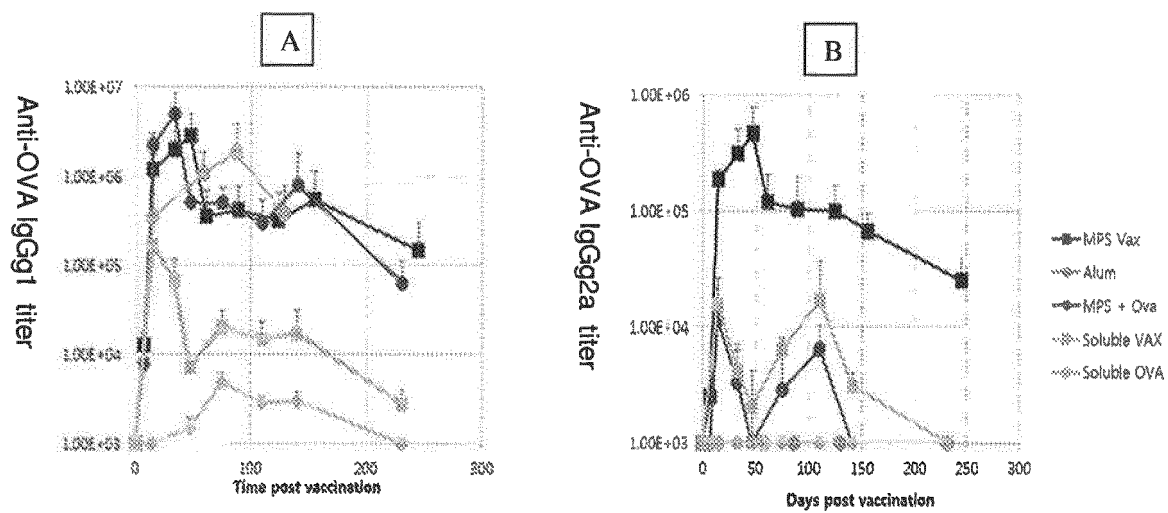 A
B
1.00E+07
1.00E+06
1.00E+05
1.00E+04
1.00E+03
Anti-OVA IgGg1 titer
0 100 200 300
Time post vaccination
1.00E+06
1.00E+05
1.00E+04
1.00E+03
Anti-OVA IgGg2a titer
0 50 100 150 200 250 300
Days post vaccination
MPS Vax
Alum
MPS + Ova
Soluble VAX
Soluble OVA